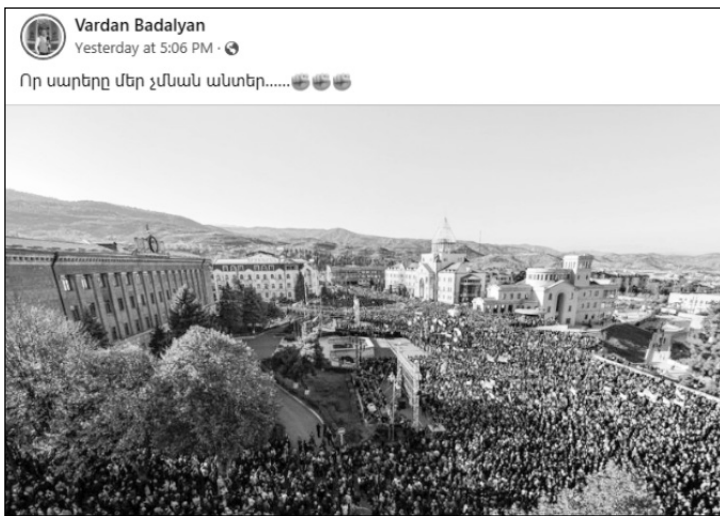 Vardan Badalyan
Yesterday at 5:06 PM ·
Որ սարերը մեր չմնան անտեր......✊✊✊